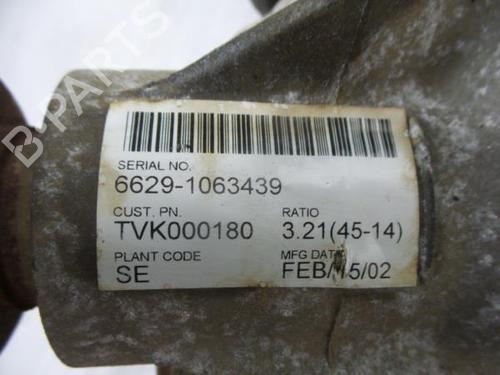 SERIAL NO.
6629-1063439
CUST. PN. RATIO
TVK000180 3.21(45-14)
PLANT CODE MFG DATE
SE FEB/15/02